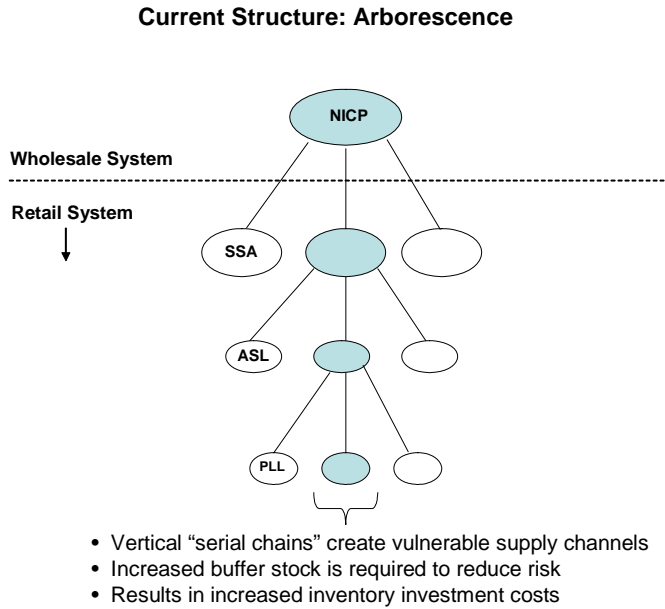 Current Structure: Arborescence
NICP
Wholesale System
Retail System
SSA
ASL
PLL
• Vertical “serial chains” create vulnerable supply channels
• Increased buffer stock is required to reduce risk
• Results in increased inventory investment costs